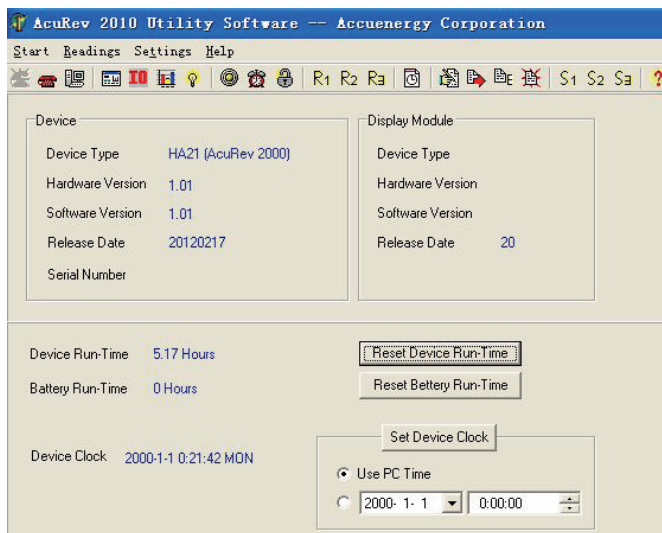 AcuRev 2010 Utility Software -- Accuenergy Corporation
Start Readings Settings Help
IO R1 R2 R3 E S1 S2 S3 ?
Device
Device Type HA21 (AcuRev 2000)
Hardware Version 1.01
Software Version 1.01
Release Date 20120217
Serial Number
Display Module
Device Type
Hardware Version
Software Version
Release Date 20
Device Run-Time 5.17 Hours
Reset Device Run-Time
Battery Run-Time 0 Hours
Reset Bettery Run-Time
Device Clock 2000-1-1 0:21:42 MON
Set Device Clock
Use PC Time
2000- 1- 1 0:00:00